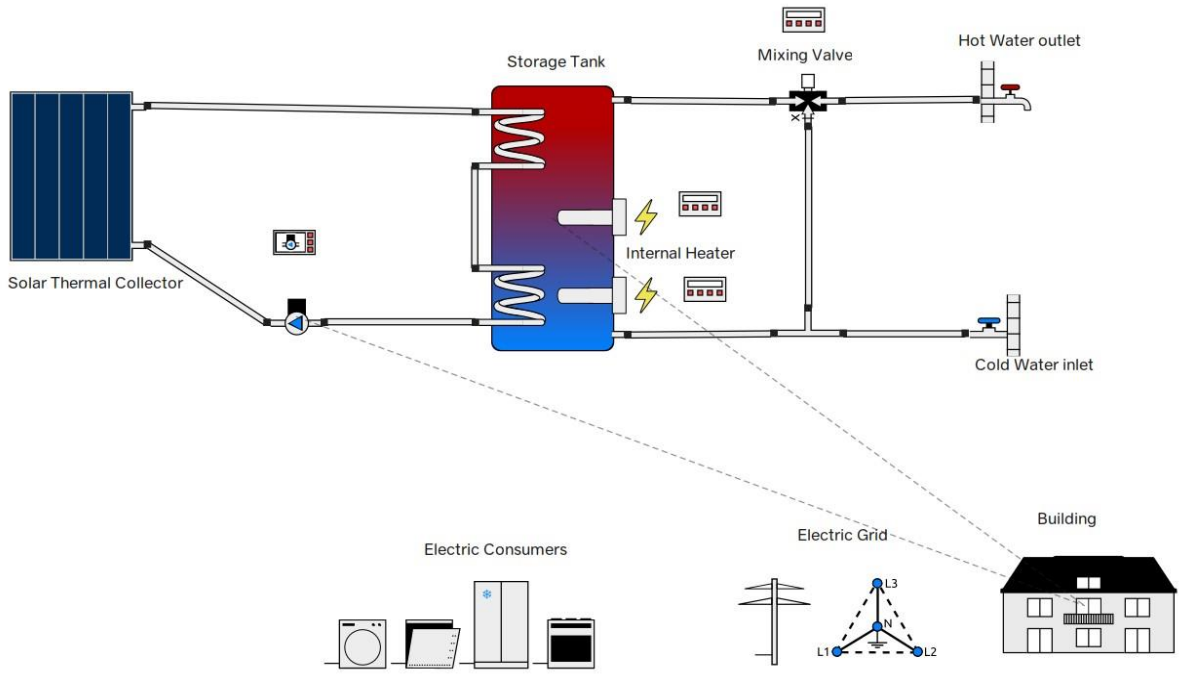 Mixing Valve
Hot Water outlet
Storage Tank
X
Internal Heater
Solar Thermal Collector
Cold Water inlet
Building
Electric Grid
Electric Consumers
L3
N
L1
L2